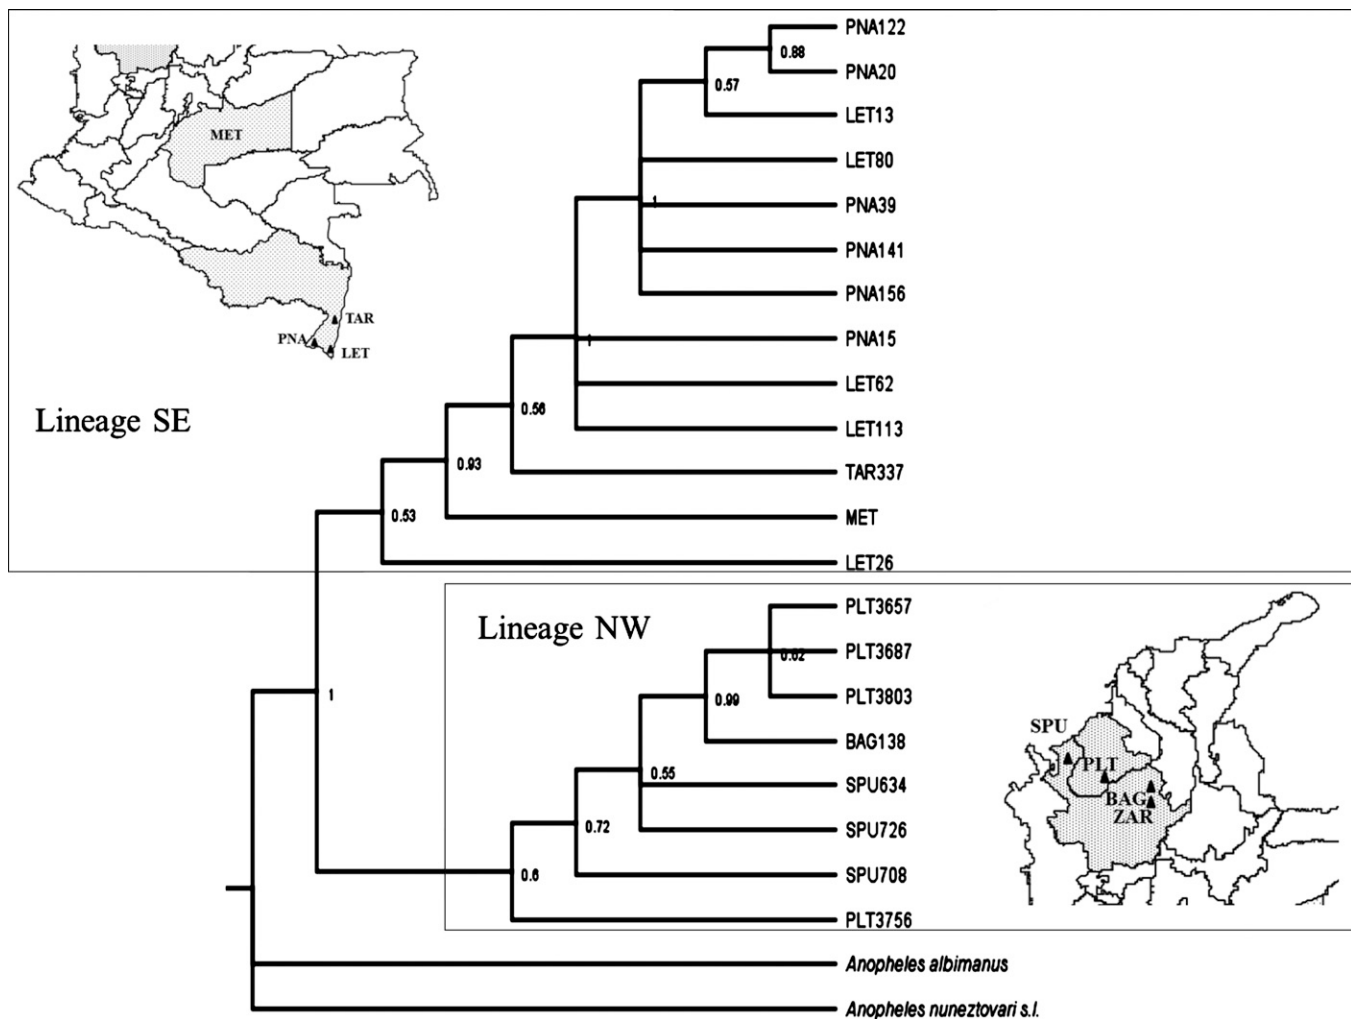 PNA122
0.88
PNA20
0.57
LET13
MET
LET80
1
PNA39
PNA141
PNA156
TAR
PNA
LET
1
PNA15
LET62
0.56
Lineage SE
LET113
0.93
TAR337
0.53
MET
LET26
PLT3657
Lineage NW
0.62
PLT3687
0.99
PLT3803
1
SPU
BAG138
PLT
0.55
SPU634
BAG
ZAR
0.72
SPU726
0.6
SPU708
PLT3756
Anopheles albimanus
Anopheles nuneztovari s.l.